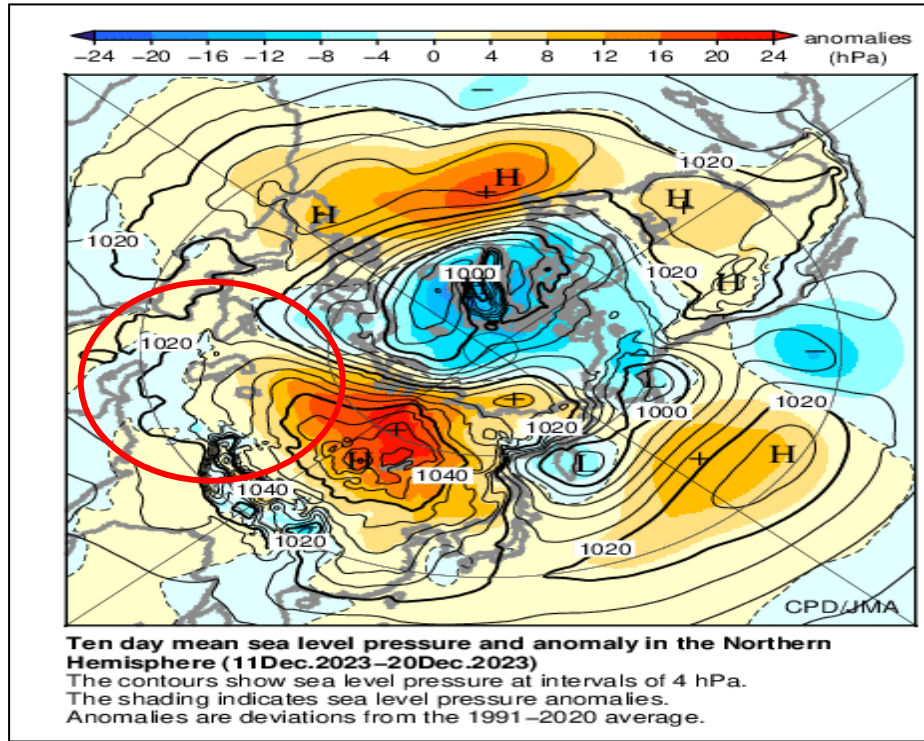 −24 −20 −16 −12 −8 −4 0 4 8 12 16 20 24 anomalies
(hPa)
−
1020
H
+
H
H
+
H
1020
1000
1020
H
1020
−
L
1000
1020
+
+
1020
H
1040
L
+
H
1040
1020
1020
CPD/JMA
Ten day mean sea level pressure and anomaly in the Northern
Hemisphere (11Dec.2023−20Dec.2023)
The contours show sea level pressure at intervals of 4 hPa.
The shading indicates sea level pressure anomalies.
Anomalies are deviations from the 1991−2020 average.